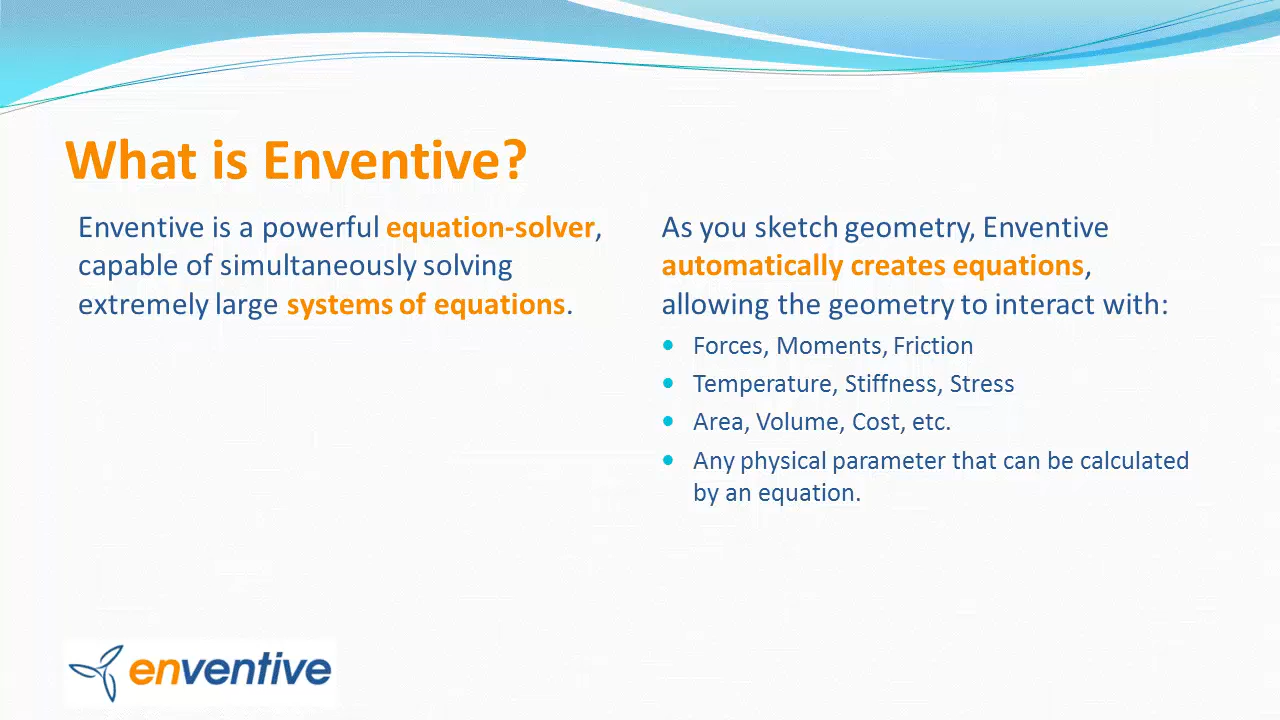 What is Enventive?
Enventive is a powerful equation-solver,
capable of simultaneously solving
extremely large systems of equations.
As you sketch geometry, Enventive
automatically creates equations,
allowing the geometry to interact with:
• Forces, Moments, Friction
• Temperature, Stiffness, Stress
• Area, Volume, Cost, etc.
• Any physical parameter that can be calculated
by an equation.
enventive